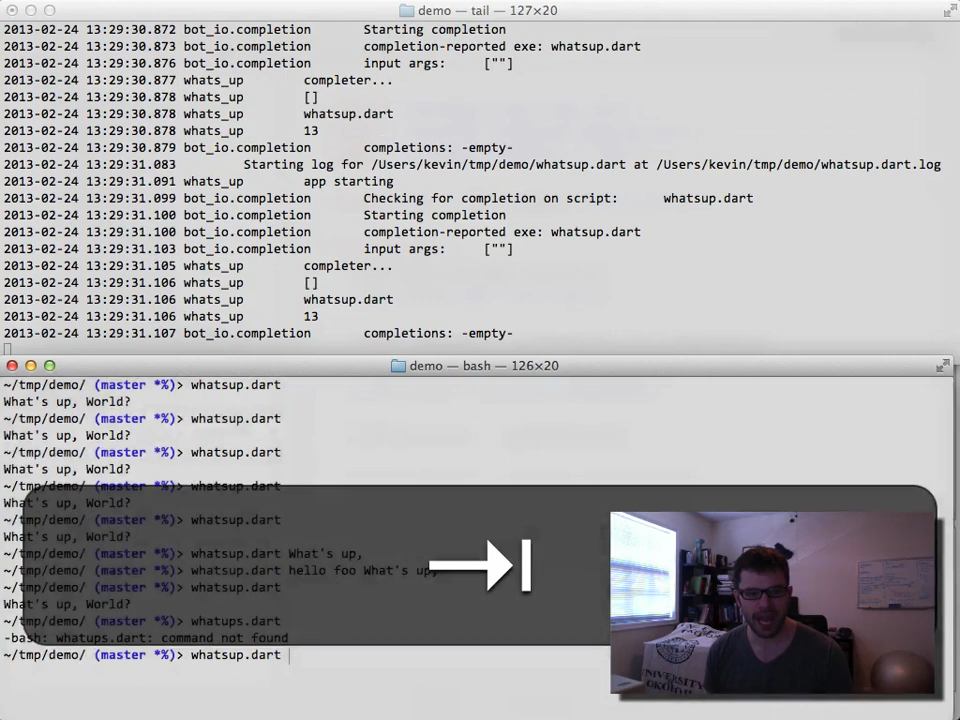 demo — tail — 127×20
2013-02-24 13:29:30.872 bot_io.completion Starting completion
2013-02-24 13:29:30.873 bot_io.completion completion-reported exe: whatsup.dart
2013-02-24 13:29:30.876 bot_io.completion input args: [""]
2013-02-24 13:29:30.877 whats_up completer...
2013-02-24 13:29:30.878 whats_up []
2013-02-24 13:29:30.878 whats_up whatsup.dart
2013-02-24 13:29:30.878 whats_up 13
2013-02-24 13:29:30.879 bot_io.completion completions: -empty-
2013-02-24 13:29:31.083 Starting log for /Users/kevin/tmp/demo/whatsup.dart at /Users/kevin/tmp/demo/whatsup.dart.log
2013-02-24 13:29:31.091 whats_up app starting
2013-02-24 13:29:31.099 bot_io.completion Checking for completion on script: whatsup.dart
2013-02-24 13:29:31.100 bot_io.completion Starting completion
2013-02-24 13:29:31.100 bot_io.completion completion-reported exe: whatsup.dart
2013-02-24 13:29:31.103 bot_io.completion input args: [""]
2013-02-24 13:29:31.105 whats_up completer...
2013-02-24 13:29:31.106 whats_up []
2013-02-24 13:29:31.106 whats_up whatsup.dart
2013-02-24 13:29:31.106 whats_up 13
2013-02-24 13:29:31.107 bot_io.completion completions: -empty-
demo — bash — 126×20
~/tmp/demo/ (master *%)> whatsup.dart
What's up, World?
~/tmp/demo/ (master *%)> whatsup.dart
What's up, World?
~/tmp/demo/ (master *%)> whatsup.dart
What's up, World?
~/tmp/demo/ (master *%)> whatsup.dart
What's up, World?
~/tmp/demo/ (master *%)> whatsup.dart
What's up, World?
~/tmp/demo/ (master *%)> whatsup.dart What's up,
~/tmp/demo/ (master *%)> whatsup.dart hello foo What's up,
~/tmp/demo/ (master *%)> whatsup.dart
What's up, World?
~/tmp/demo/ (master *%)> whatups.dart
-bash: whatups.dart: command not found
~/tmp/demo/ (master *%)> whatsup.dart
UNIVERSITY